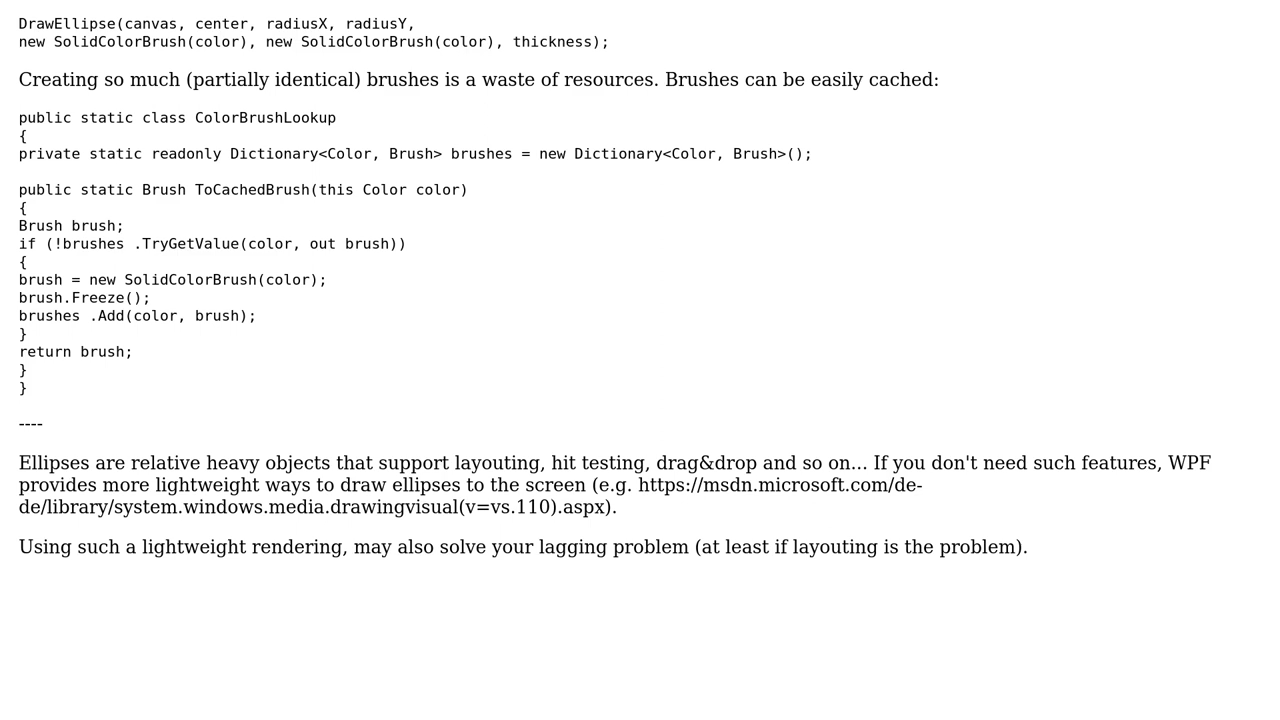 DrawEllipse(canvas, center, radiusX, radiusY,
new SolidColorBrush(color), new SolidColorBrush(color), thickness);
Creating so much (partially identical) brushes is a waste of resources. Brushes can be easily cached:
public static class ColorBrushLookup
{
private static readonly Dictionary<Color, Brush> brushes = new Dictionary<Color, Brush>();
public static Brush ToCachedBrush(this Color color)
{
Brush brush;
if (!brushes .TryGetValue(color, out brush))
{
brush = new SolidColorBrush(color);
brush.Freeze();
brushes .Add(color, brush);
}
return brush;
}
}
----
Ellipses are relative heavy objects that support layouting, hit testing, drag&drop and so on... If you don't need such features, WPF
provides more lightweight ways to draw ellipses to the screen (e.g. https://msdn.microsoft.com/de-
de/library/system.windows.media.drawingvisual(v=vs.110).aspx).
Using such a lightweight rendering, may also solve your lagging problem (at least if layouting is the problem).